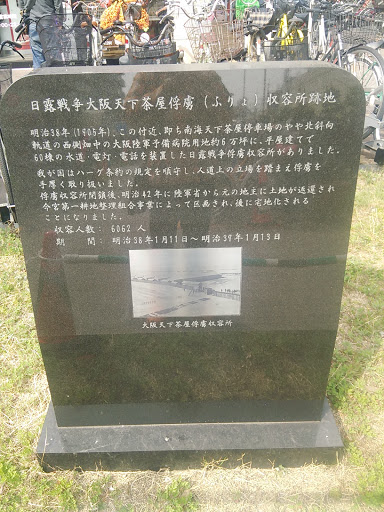 日露戦争大阪天下茶屋俘虜(ふりょ)収容所跡地
明治38年(1905年)、この付近、即ち南海天下茶屋停車場のやや北斜向
軌道の西側畑中の大阪陸軍予備病院用地約6万坪に、平屋建て
60棟の水道・電灯・電話を装置した日露戦争俘虜収容所がありました。
我が国はハーグ条約の規定を順守し、人道上の立場を踏まえ俘虜を
手厚く取り扱いました。
俘虜収容所閉鎖後、明治42年に陸軍省から元の地主に土地が返還され
今宮第一耕地整理組合事業によって区画され、後に宅地化される
ことになりました。
収容人数: 6062人
期 間: 明治38年1月11日~明治39年1月13日
大阪天下茶屋俘虜収容所